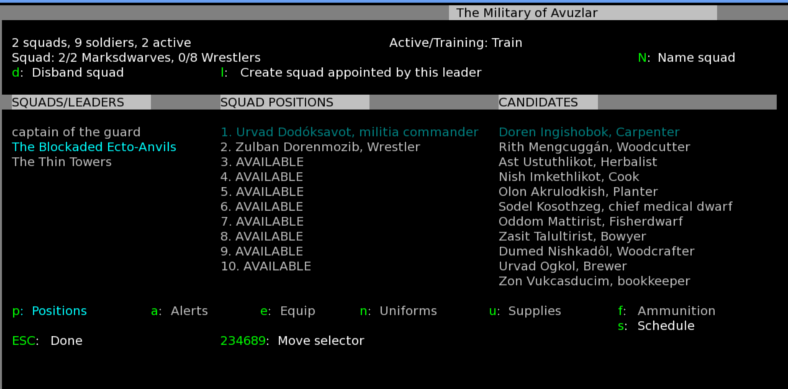 The Military of Avuzlar
2 squads, 9 soldiers, 2 active Active/Training: Train
Squad: 2/2 Marksdwarves, 0/8 Wrestlers N: Name squad
d: Disband squad l: Create squad appointed by this leader
SQUADS/LEADERS SQUAD POSITIONS CANDIDATES
captain of the guard 1. Urvad Dodóksavot, militia commander Doren Ingishobok, Carpenter
The Blockaded Ecto-Anvils 2. Zulban Dorenmozib, Wrestler Rith Mengcuggán, Woodcutter
The Thin Towers 3. AVAILABLE Ast Ustuthlikot, Herbalist
4. AVAILABLE Nish Imkethlikot, Cook
5. AVAILABLE Olon Akrulodkish, Planter
6. AVAILABLE Sodel Kosothzeg, chief medical dwarf
7. AVAILABLE Oddom Mattirist, Fisherdwarf
8. AVAILABLE Zasit Talultirist, Bowyer
9. AVAILABLE Dumed Nishkadôl, Woodcrafter
10. AVAILABLE Urvad Ogkol, Brewer
Zon Vukcasducim, bookkeeper
p: Positions a: Alerts e: Equip n: Uniforms u: Supplies f: Ammunition
s: Schedule
ESC: Done 234689: Move selector